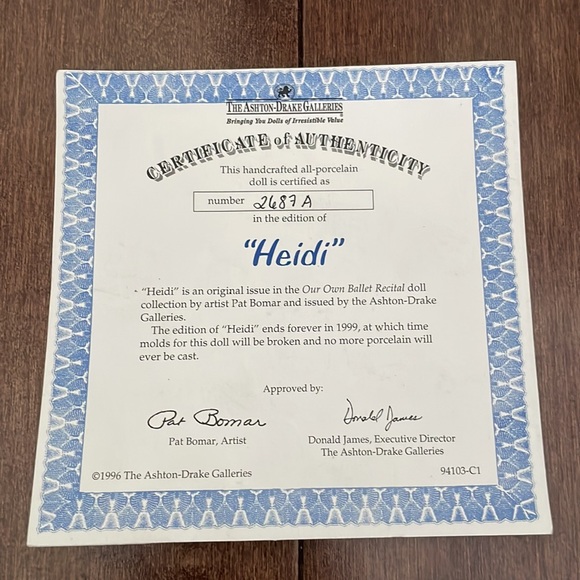 THE ASHTON-DRAKE GALLERIES
Bringing You Dolls of Irresistible Value
CERTIFICATE of AUTHENTICITY
This handcrafted all-porcelain
doll is certified as
number 2687A
in the edition of
“Heidi”
“Heidi” is an original issue in the Our Own Ballet Recital doll
collection by artist Pat Bomar and issued by the Ashton-Drake
Galleries.
The edition of “Heidi” ends forever in 1999, at which time
molds for this doll will be broken and no more porcelain will
ever be cast.
Approved by:
Pat Bomar
Donald James
Pat Bomar, Artist
Donald James, Executive Director
The Ashton-Drake Galleries
©1996 The Ashton-Drake Galleries
94103-C1